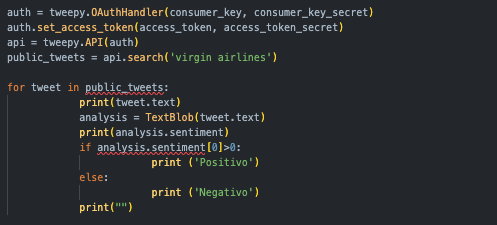 auth = tweepy.OAuthHandler(consumer_key, consumer_key_secret)
auth.set_access_token(access_token, access_token_secret)
api = tweepy.API(auth)
public_tweets = api.search('virgin airlines')

for tweet in public_tweets:
            print(tweet.text)
            analysis = TextBlob(tweet.text)
            print(analysis.sentiment)
            if analysis.sentiment[0]>0:
                        print ('Positivo')
            else:
                        print ('Negativo')
            print("")